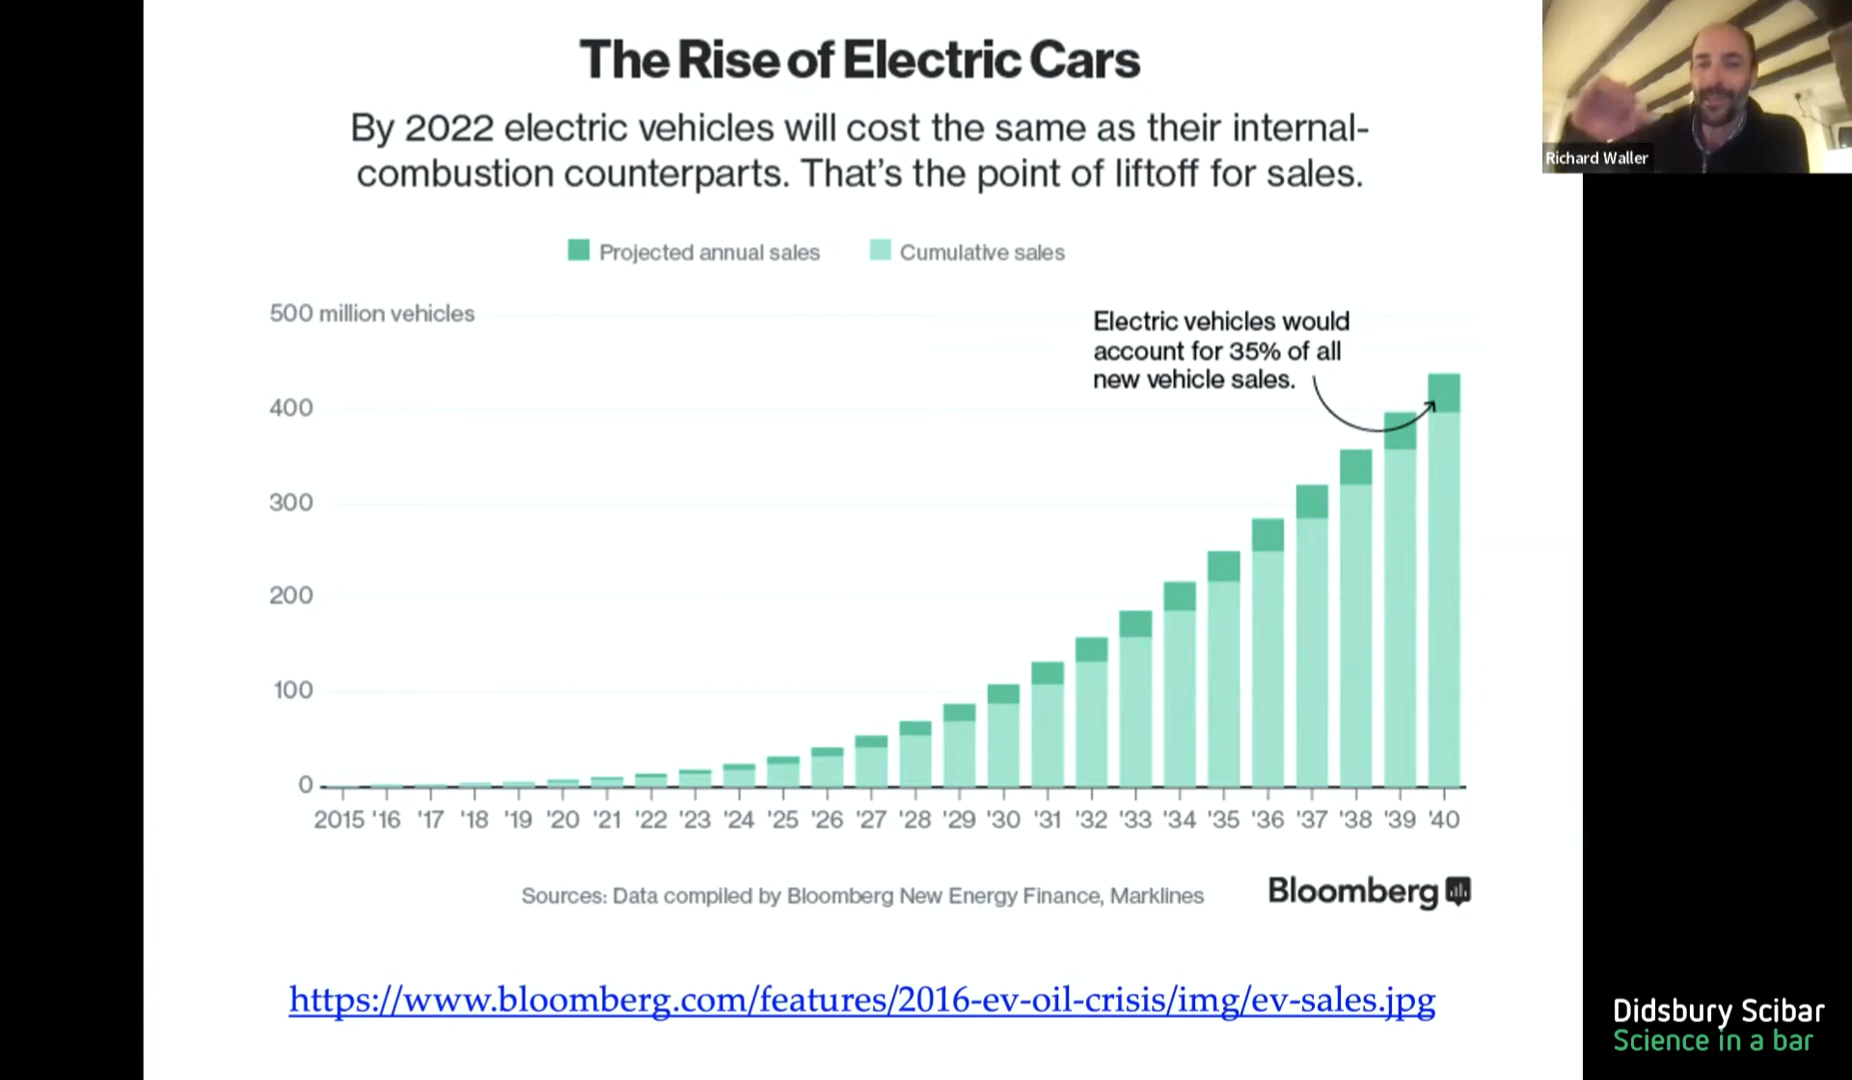 The Rise of Electric Cars
By 2022 electric vehicles will cost the same as their internal-
combustion counterparts. That's the point of liftoff for sales.
Projected annual sales
Cumulative sales
500 million vehicles
400
300
200
100
0
Electric vehicles would
account for 35% of all
new vehicle sales.
2015 '16 '17 '18 '19 '20 '21 '22 '23 '24 '25 '26 '27 '28 '29 '30 '31 '32 '33 '34 '35 '36 '37 '38 '39 '40
Sources: Data compiled by Bloomberg New Energy Finance, Marklines
Bloomberg
https://www.bloomberg.com/features/2016-ev-oil-crisis/img/ev-sales.jpg
Richard Waller
Didsbury Scibar
Science in a bar